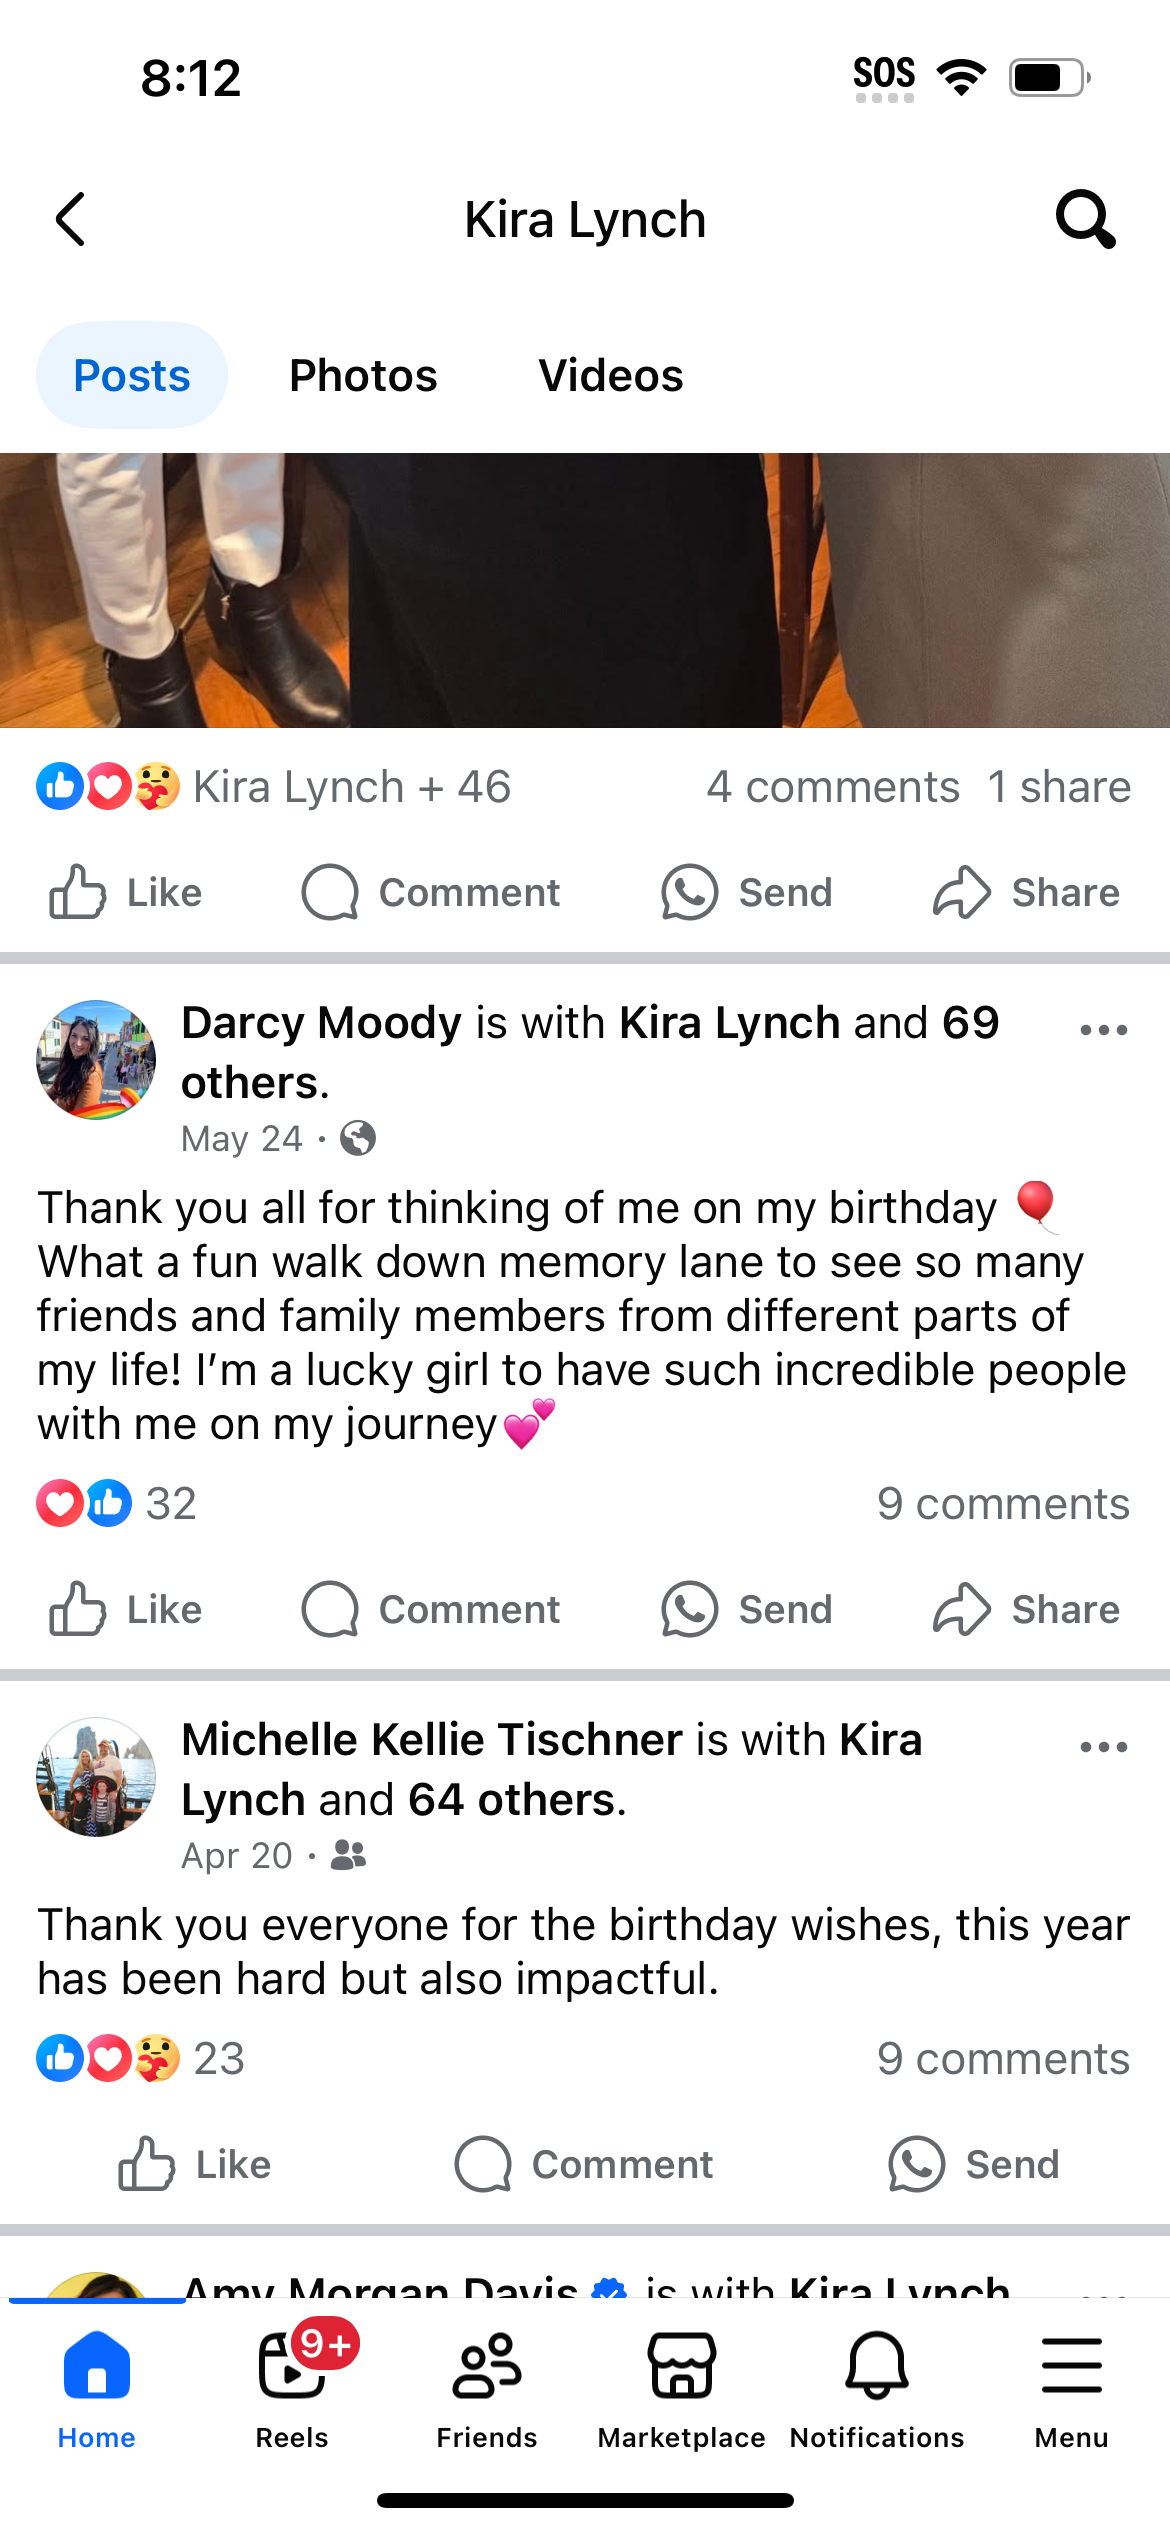 8:12
SOS
Kira Lynch
Posts
Photos
Videos
Kira Lynch + 46
4 comments 1 share
Like
Comment
Send
Share
Darcy Moody is with Kira Lynch and 69
others.
May 24 ·
Thank you all for thinking of me on my birthday 🎈
What a fun walk down memory lane to see so many
friends and family members from different parts of
my life! I’m a lucky girl to have such incredible people
with me on my journey💕
32
9 comments
Like
Comment
Send
Share
Michelle Kellie Tischner is with Kira
Lynch and 64 others.
Apr 20 ·
Thank you everyone for the birthday wishes, this year
has been hard but also impactful.
23
9 comments
Like
Comment
Send
Amy Morgan Davis is with Kira Lynch
9+
Home
Reels
Friends
Marketplace
Notifications
Menu